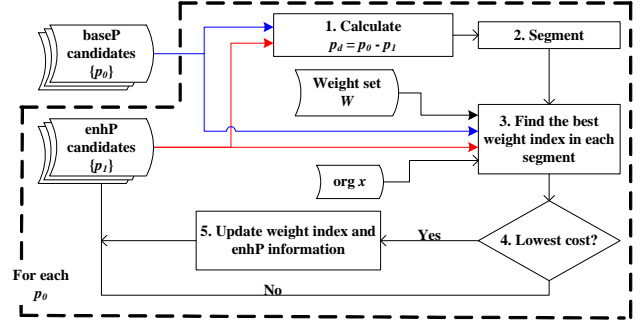 baseP
candidates
{p₀}
1. Calculate
p_d = p₀ - p₁
2. Segment
Weight set
W
enhP
candidates
{p₁}
3. Find the best
weight index in each
segment
org x
5. Update weight index and
enhP information
Yes
4. Lowest cost?
For each
p₀
No